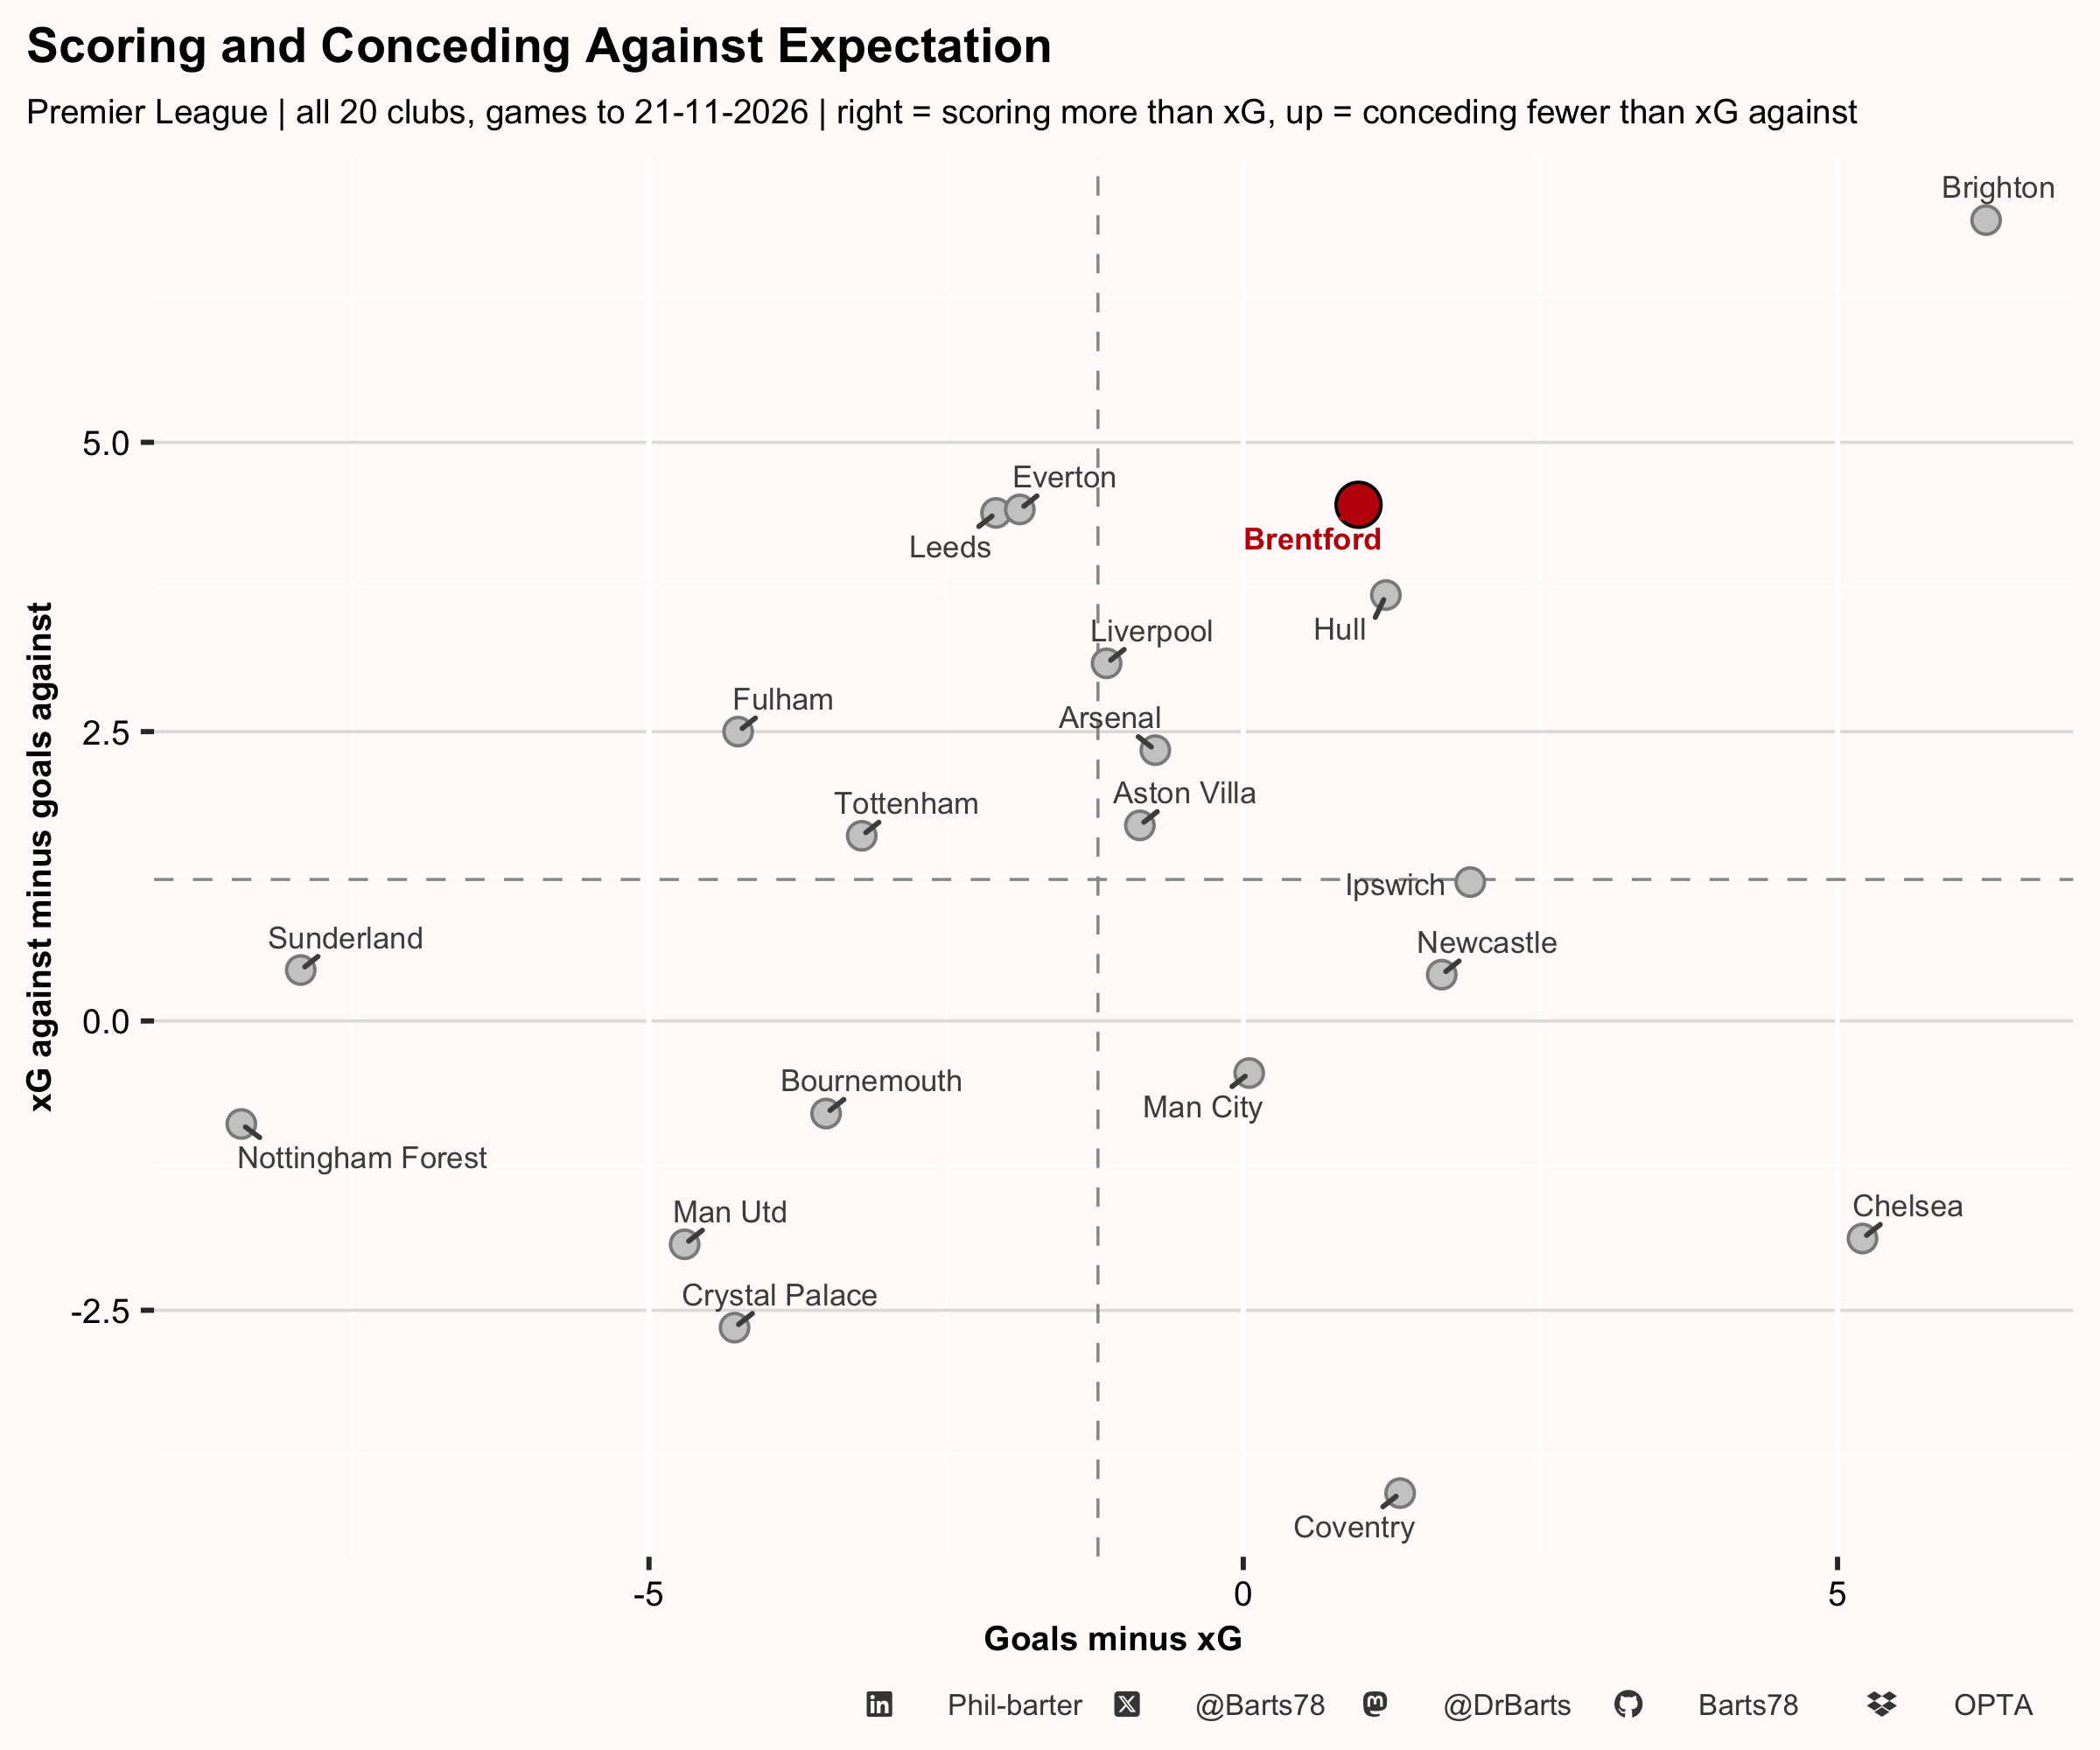 Scoring and Conceding Against Expectation
Premier League | all 20 clubs, games to 21-11-2026 | right = scoring more than xG, up = conceding fewer than xG against
Brighton
5.0
Everton
Leeds
Brentford
Hull
Liverpool
Fulham
2.5
Arsenal
Aston Villa
Tottenham
Ipswich
Sunderland
Newcastle
xG against minus goals against
0.0
Bournemouth
Man City
Nottingham Forest
Man Utd
Chelsea
Crystal Palace
-2.5
Coventry
-5 0 5
Goals minus xG
Phil-barter @Barts78 @DrBarts Barts78 OPTA